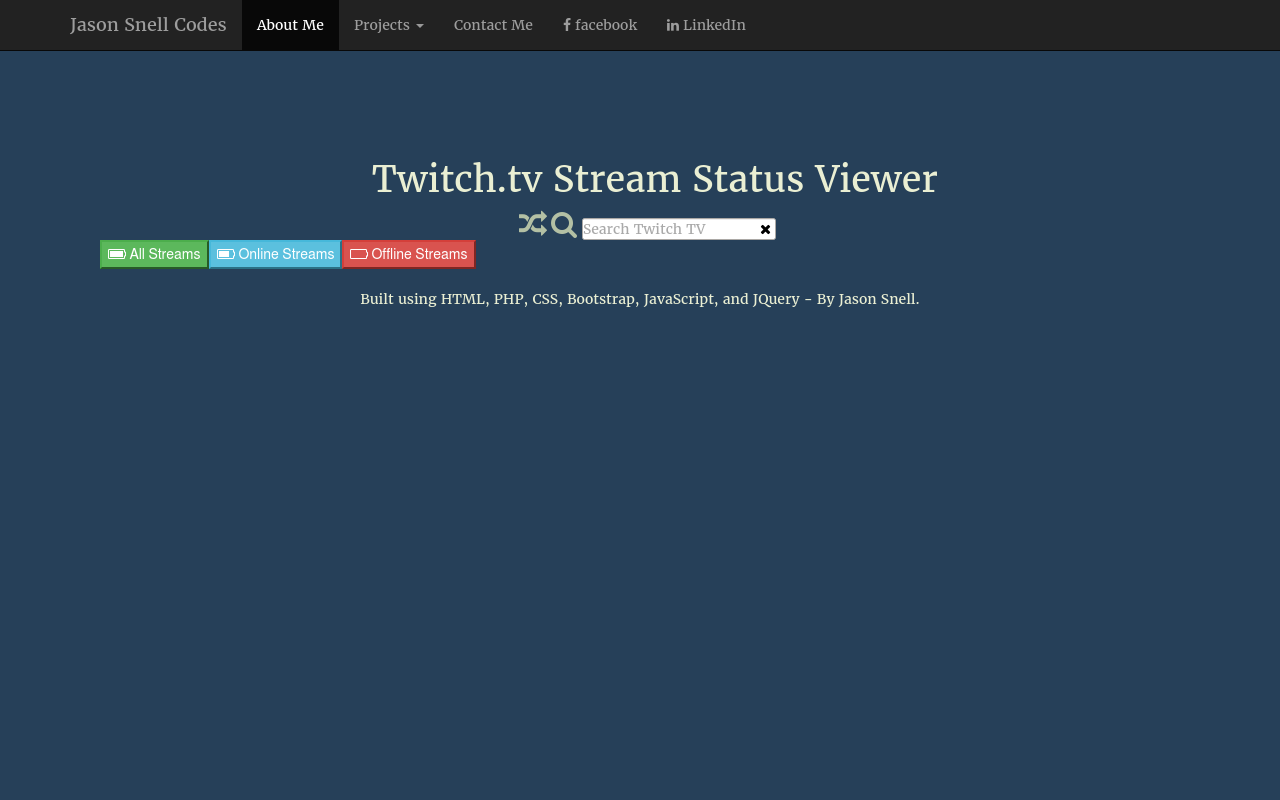 Jason Snell Codes About Me Projects Contact Me facebook LinkedIn
Twitch.tv Stream Status Viewer
Search Twitch TV
All Streams Online Streams Offline Streams
Built using HTML, PHP, CSS, Bootstrap, JavaScript, and JQuery - By Jason Snell.